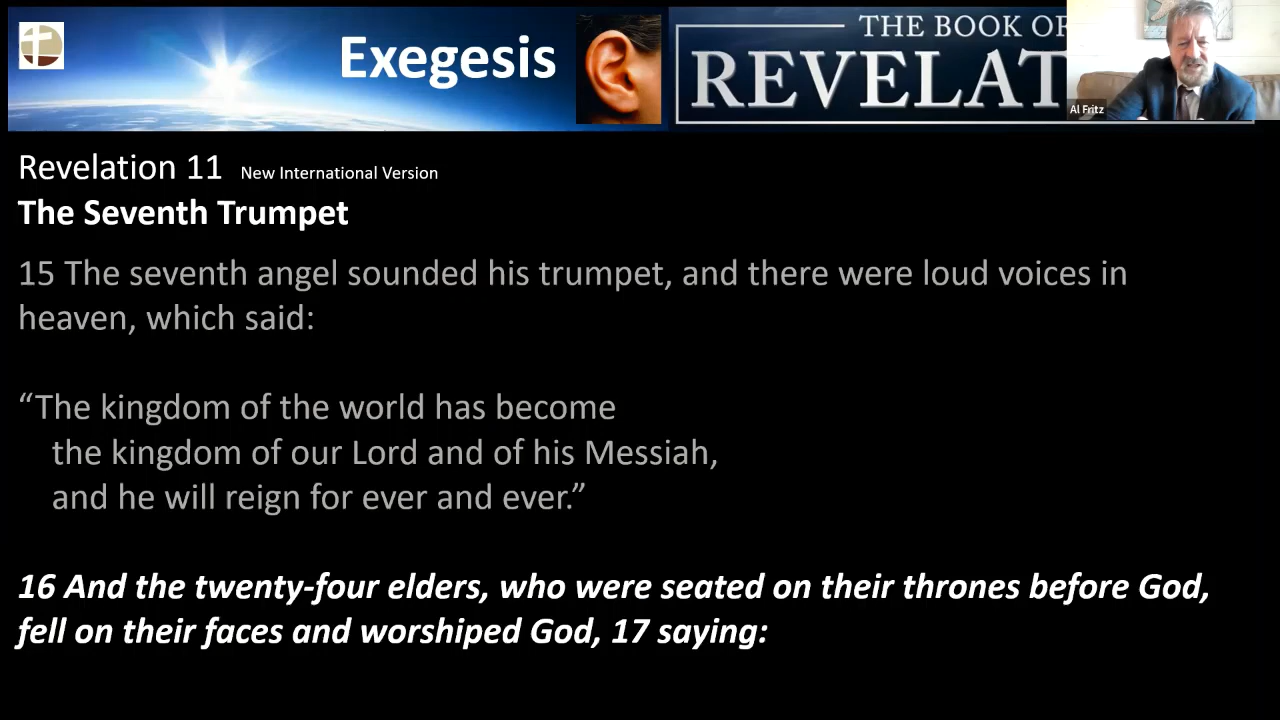 Exegesis
THE BOOK OF
REVELAT
Al Fritz
Revelation 11 New International Version
The Seventh Trumpet
15 The seventh angel sounded his trumpet, and there were loud voices in
heaven, which said:
“The kingdom of the world has become
the kingdom of our Lord and of his Messiah,
and he will reign for ever and ever.”
16 And the twenty-four elders, who were seated on their thrones before God,
fell on their faces and worshiped God, 17 saying: